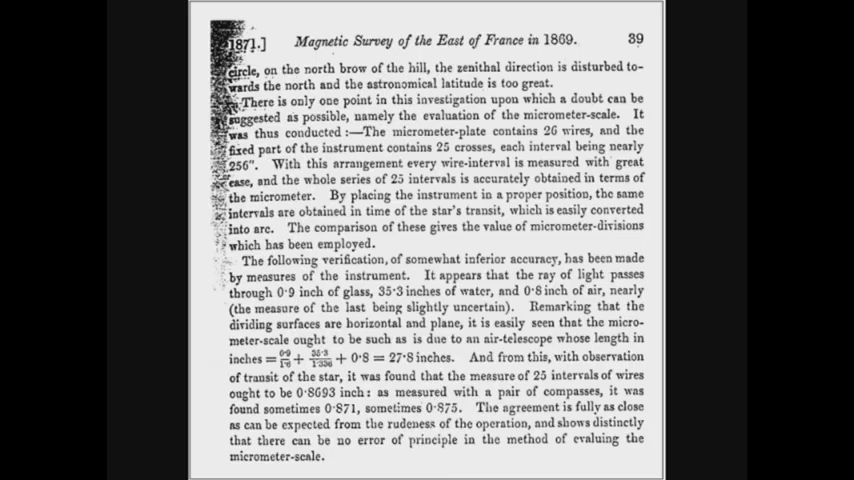 1871.] Magnetic Survey of the East of France in 1869. 39
circle, on the north brow of the hill, the zenithal direction is disturbed to-
wards the north and the astronomical latitude is too great.
There is only one point in this investigation upon which a doubt can be
suggested as possible, namely the evaluation of the micrometer-scale. It
was thus conducted :—The micrometer-plate contains 26 wires, and the
fixed part of the instrument contains 25 crosses, each interval being nearly
256". With this arrangement every wire-interval is measured with great
ease, and the whole series of 25 intervals is accurately obtained in terms of
the micrometer. By placing the instrument in a proper position, the same
intervals are obtained in time of the star's transit, which is easily converted
into arc. The comparison of these gives the value of micrometer-divisions
which has been employed.
The following verification, of somewhat inferior accuracy, has been made
by measures of the instrument. It appears that the ray of light passes
through 0·9 inch of glass, 35·3 inches of water, and 0·8 inch of air, nearly
(the measure of the last being slightly uncertain). Remarking that the
dividing surfaces are horizontal and plane, it is easily seen that the micro-
meter-scale ought to be such as is due to an air-telescope whose length in
inches = 0·9/1·6 + 35·3/1·336 + 0·8 = 27·8 inches. And from this, with observation
of transit of the star, it was found that the measure of 25 intervals of wires
ought to be 0·8693 inch: as measured with a pair of compasses, it was
found sometimes 0·871, sometimes 0·875. The agreement is fully as close
as can be expected from the rudeness of the operation, and shows distinctly
that there can be no error of principle in the method of evaluing the
micrometer-scale.